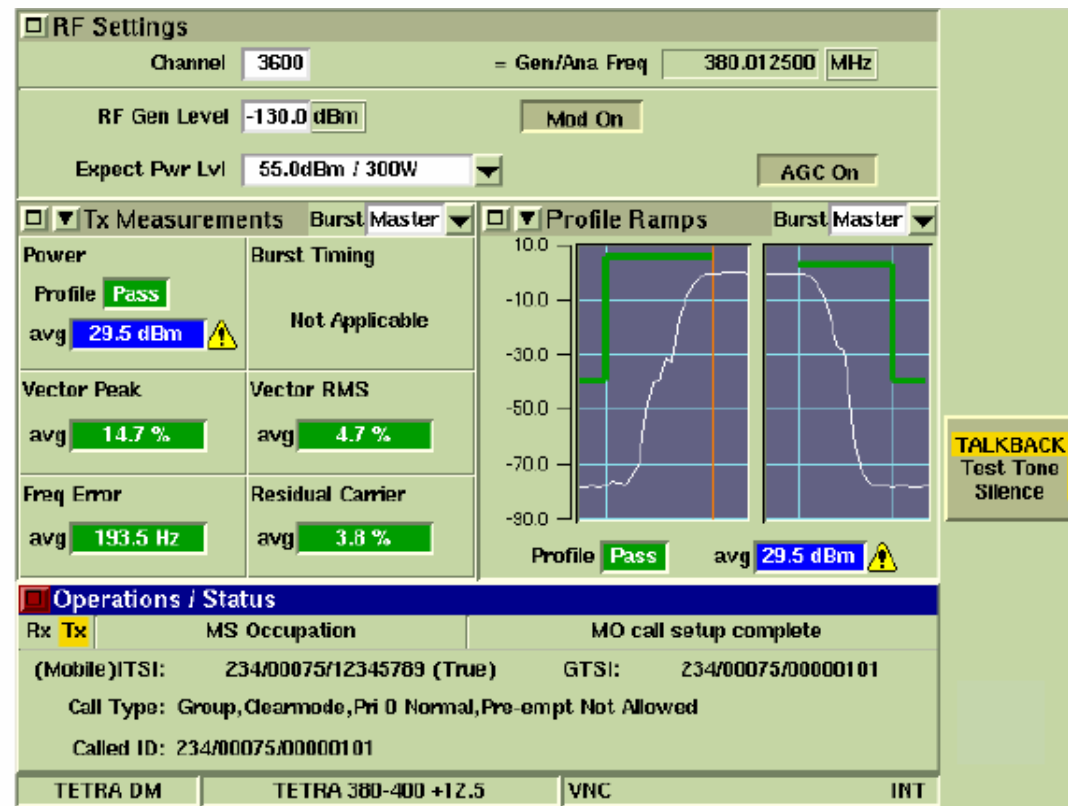 RF Settings
Channel 3600 = Gen/Ana Freq 380.012500 MHz
RF Gen Level -130.0 dBm Mod On
Expect Pwr Lvl 55.0dBm / 300W AGC On
Tx Measurements Burst Master
Power
Profile Pass
avg 29.5 dBm
Burst Timing
Not Applicable
Vector Peak
avg 14.7 %
Vector RMS
avg 4.7 %
Freq Error
avg 193.5 Hz
Residual Carrier
avg 3.8 %
Profile Ramps Burst Master
10.0
-10.0
-30.0
-50.0
-70.0
-90.0
Profile Pass avg 29.5 dBm
TALKBACK
Test Tone
Silence
Operations / Status
Rx Tx MS Occupation MO call setup complete
(Mobile)ITSI: 234/00075/12345789 (True) GTSI: 234/00075/00000101
Call Type: Group,Clearmode,Pri 0 Normal,Pre-empt Not Allowed
Called ID: 234/00075/00000101
TETRA DM TETRA 380-400 +12.5 VNC INT